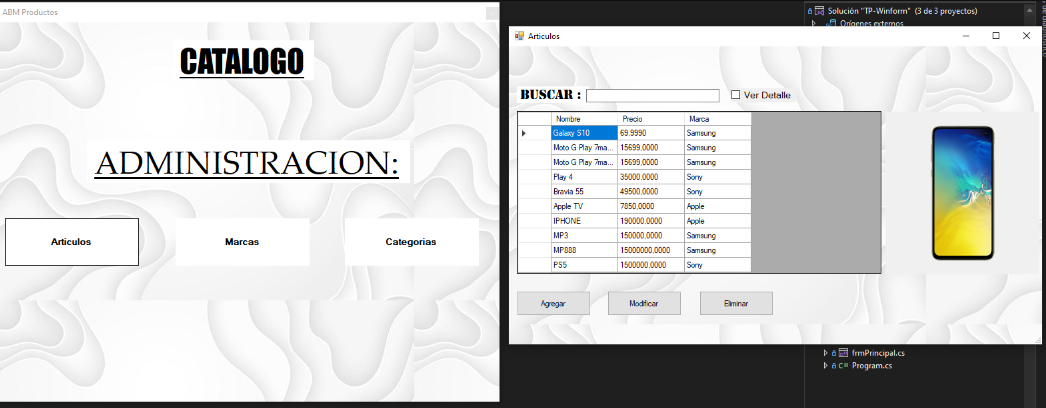 ABM Productos
CATALOGO
ADMINISTRACION:
Articulos
Marcas
Categorias
Solución "TP-Winform" (3 de 3 proyectos)
Orígenes externos
Articulos
BUSCAR :
Ver Detalle
Nombre Precio Marca
Galaxy S10 69.9990 Samsung
Moto G Play 7ma... 15699,0000 Samsung
Moto G Play 7ma... 15699,0000 Samsung
Play 4 35000,0000 Sony
Bravia 55 49500,0000 Sony
Apple TV 7850,0000 Apple
IPHONE 190000,0000 Apple
MP3 150000,0000 Samsung
MP888 15000000,0000 Samsung
PS5 1500000,0000 Sony
Agregar
Modificar
Eliminar
frmPrincipal.cs
C# Program.cs